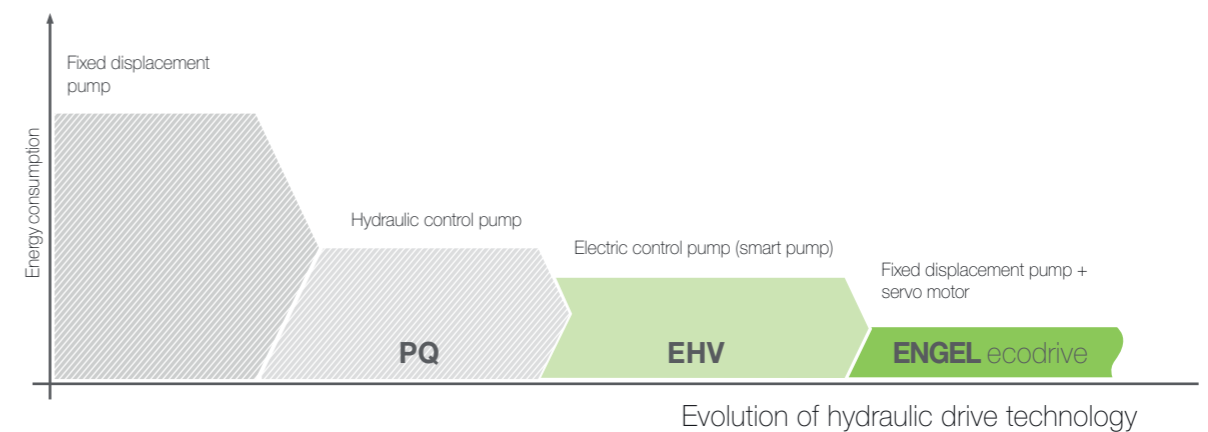 Fixed displacement
pump
Energy consumption
Hydraulic control pump
Electric control pump (smart pump)
Fixed displacement pump +
servo motor
PQ
EHV
ENGEL ecodrive
Evolution of hydraulic drive technology